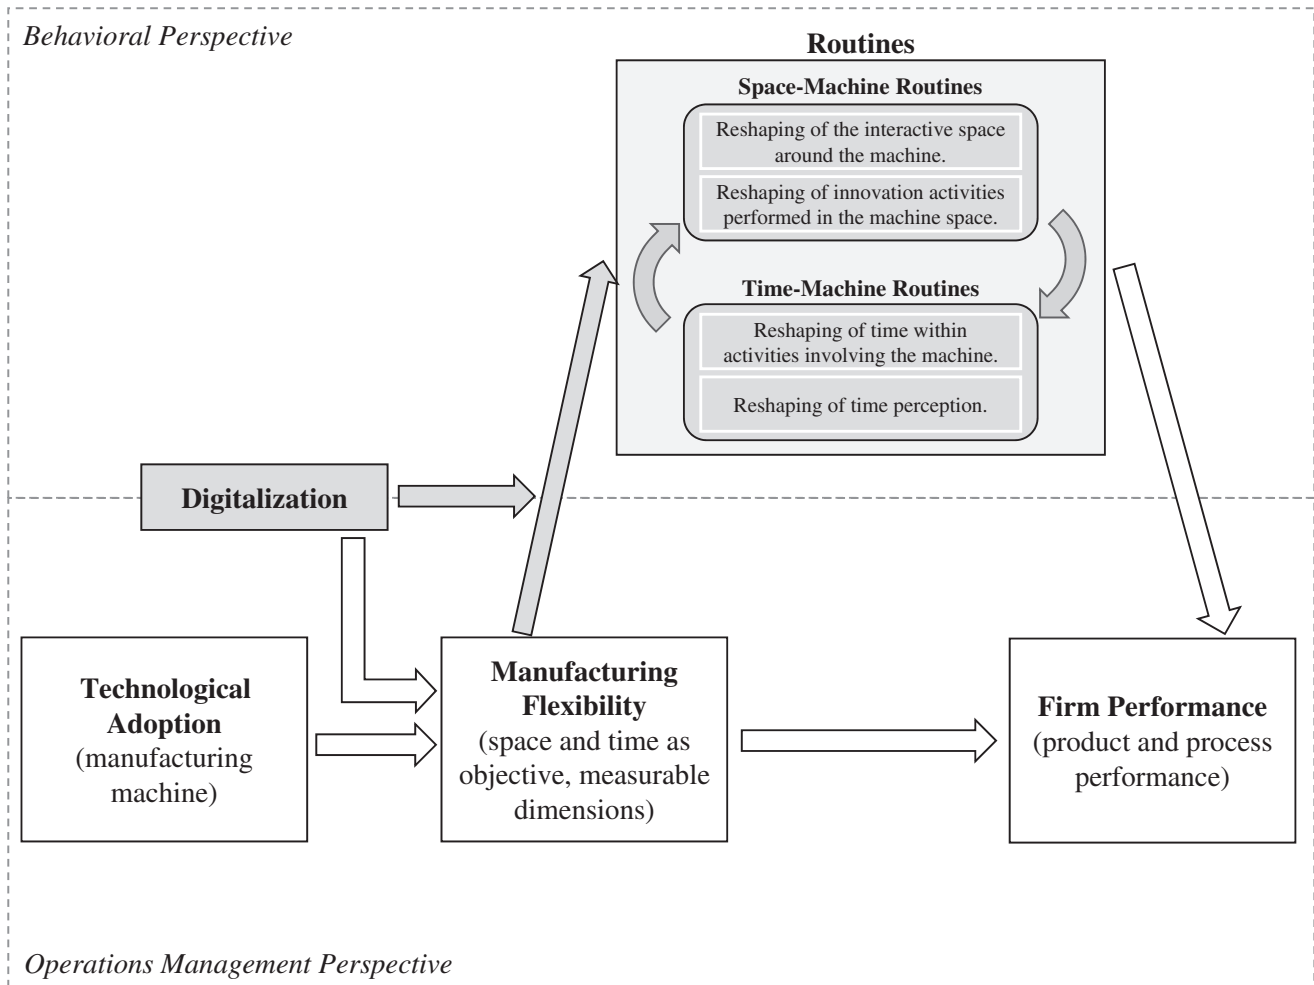 Behavioral Perspective
Routines
Space-Machine Routines
Reshaping of the interactive space
around the machine.
Reshaping of innovation activities
performed in the machine space.
Time-Machine Routines
Reshaping of time within
activities involving the machine.
Reshaping of time perception.
Digitalization
Technological
Adoption
(manufacturing
machine)
Manufacturing
Flexibility
(space and time as
objective, measurable
dimensions)
Firm Performance
(product and process
performance)
Operations Management Perspective